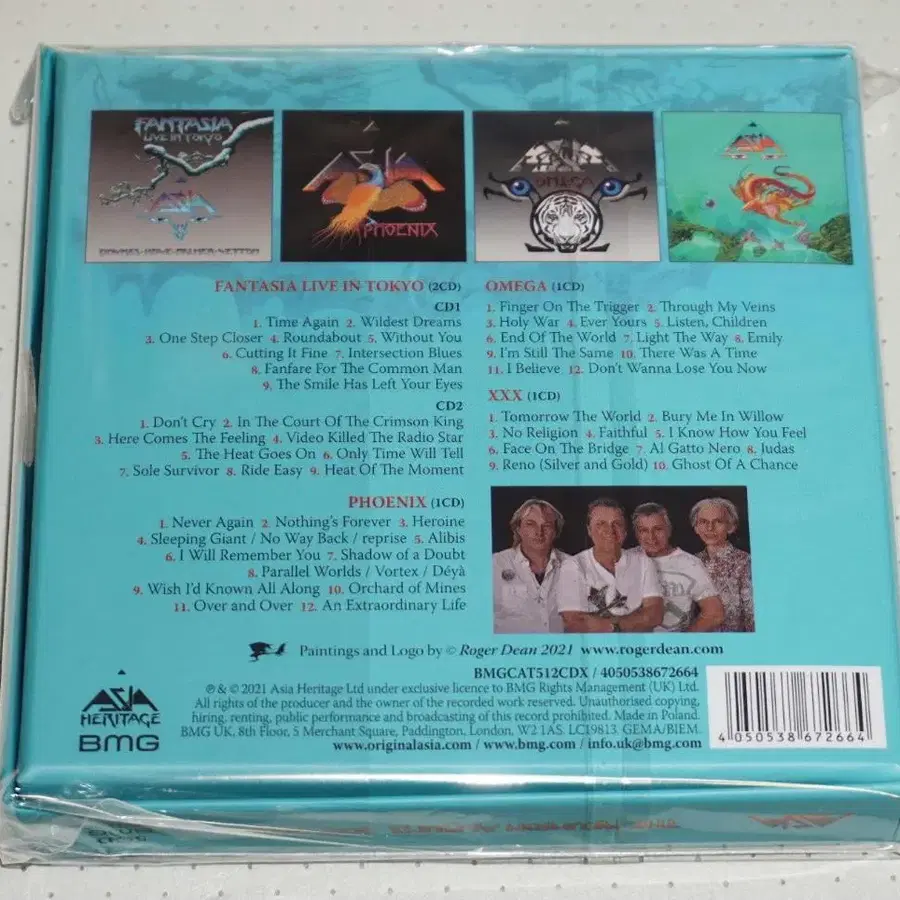 FANTASIA
LIVE IN TOKYO
ASIA
DOWNES·HOWE·PALMER·WETTON
ASIA
PHOENIX
ASIA
OMEGA
ASIA
FANTASIA LIVE IN TOKYO (2CD)
CD1
1. Time Again 2. Wildest Dreams
3. One Step Closer 4. Roundabout 5. Without You
6. Cutting It Fine 7. Intersection Blues
8. Fanfare For The Common Man
9. The Smile Has Left Your Eyes
CD2
1. Don't Cry 2. In The Court Of The Crimson King
3. Here Comes The Feeling 4. Video Killed The Radio Star
5. The Heat Goes On 6. Only Time Will Tell
7. Sole Survivor 8. Ride Easy 9. Heat Of The Moment
PHOENIX (1CD)
1. Never Again 2. Nothing's Forever 3. Heroine
4. Sleeping Giant / No Way Back / reprise 5. Alibis
6. I Will Remember You 7. Shadow of a Doubt
8. Parallel Worlds / Vortex / Déyà
9. Wish I'd Known All Along 10. Orchard of Mines
11. Over and Over 12. An Extraordinary Life
OMEGA (1CD)
1. Finger On The Trigger 2. Through My Veins
3. Holy War 4. Ever Yours 5. Listen, Children
6. End Of The World 7. Light The Way 8. Emily
9. I'm Still The Same 10. There Was A Time
11. I Believe 12. Don't Wanna Lose You Now
XXX (1CD)
1. Tomorrow The World 2. Bury Me In Willow
3. No Religion 4. Faithful 5. I Know How You Feel
6. Face On The Bridge 7. Al Gatto Nero 8. Judas
9. Reno (Silver and Gold) 10. Ghost Of A Chance
Paintings and Logo by © Roger Dean 2021 www.rogerdean.com
BMGCAT512CDX / 4050538672664
ASIA
HERITAGE
BMG
℗ & © 2021 Asia Heritage Ltd under exclusive licence to BMG Rights Management (UK) Ltd.
All rights of the producer and the owner of the recorded work reserved. Unauthorised copying,
hiring, renting, public performance and broadcasting of this record prohibited. Made in Poland.
BMG UK, 8th Floor, 5 Merchant Square, Paddington, London, W2 1AS. LC19813. GEMA/BIEM.
www.originalasia.com / www.bmg.com / info.uk@bmg.com
4 050538 672664